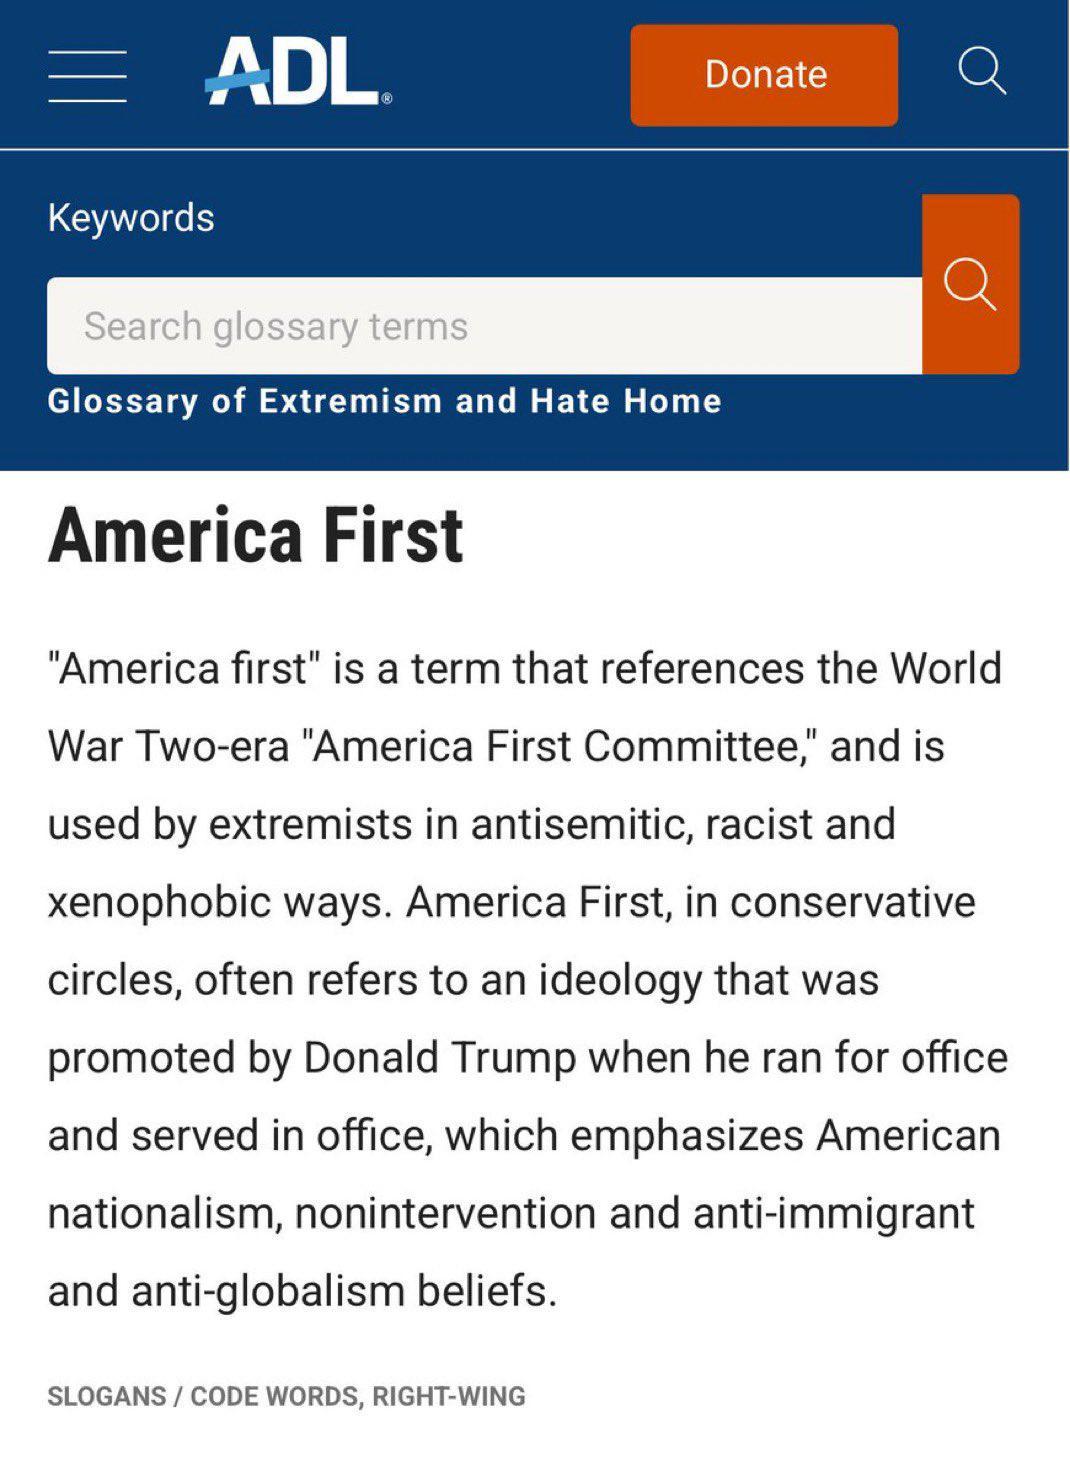 ADL®
Donate
Keywords
Search glossary terms
Glossary of Extremism and Hate Home
America First
"America first" is a term that references the World
War Two-era "America First Committee," and is
used by extremists in antisemitic, racist and
xenophobic ways. America First, in conservative
circles, often refers to an ideology that was
promoted by Donald Trump when he ran for office
and served in office, which emphasizes American
nationalism, nonintervention and anti-immigrant
and anti-globalism beliefs.
SLOGANS / CODE WORDS, RIGHT-WING